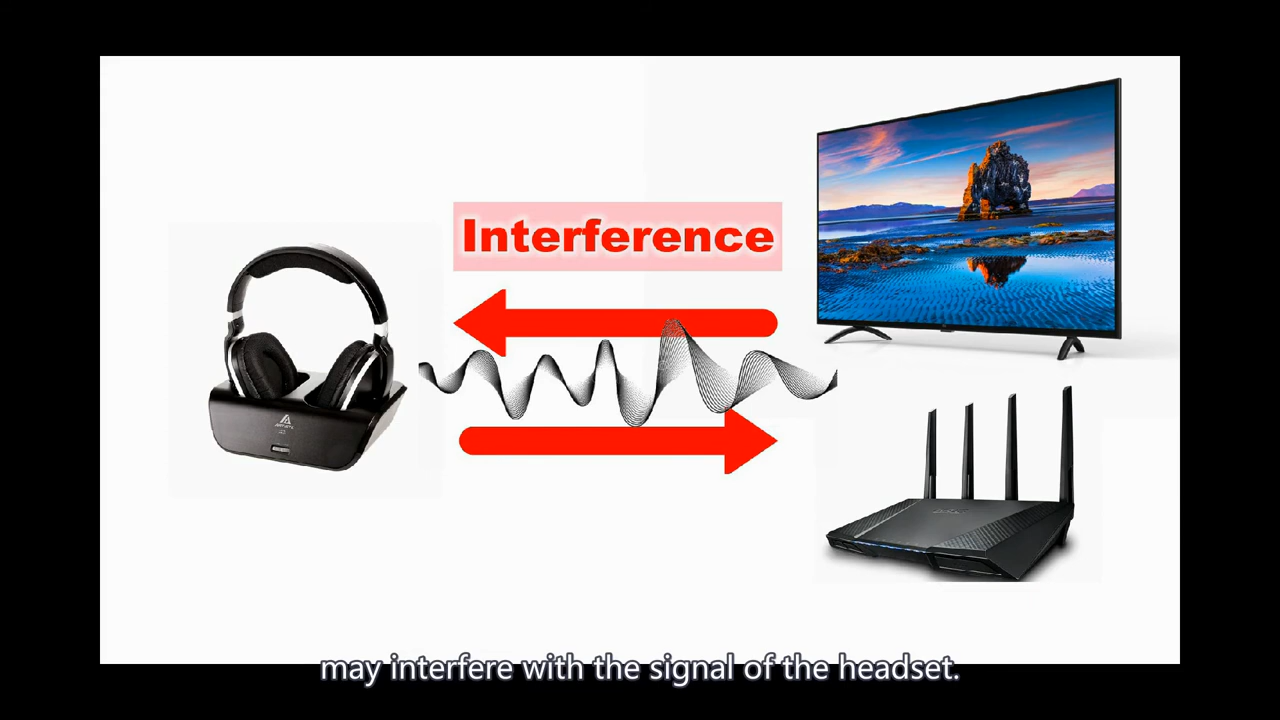 Interference
may interfere with the signal of the headset.